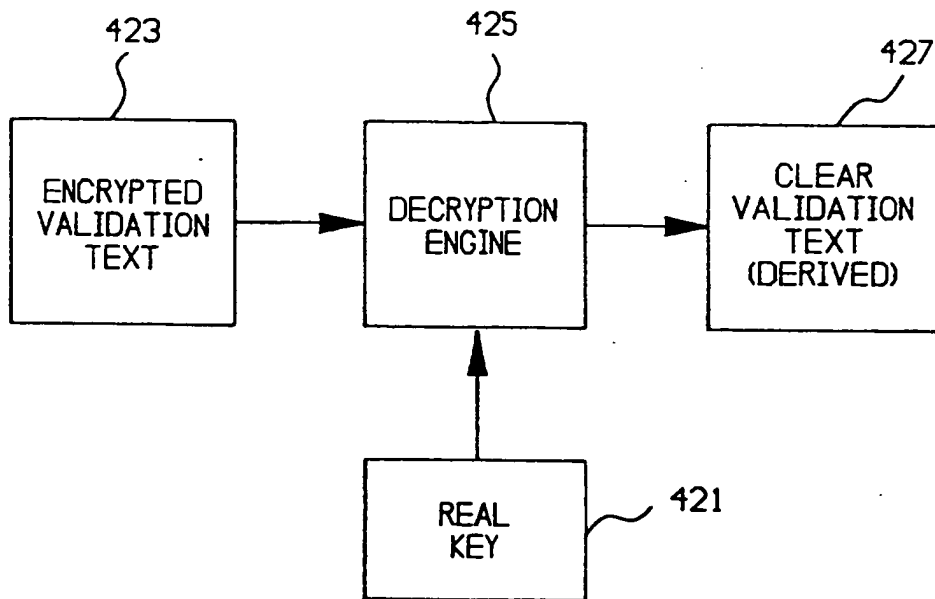 423
425
427
ENCRYPTED
VALIDATION
TEXT
DECRYPTION
ENGINE
CLEAR
VALIDATION
TEXT
(DERIVED)
REAL
KEY
421